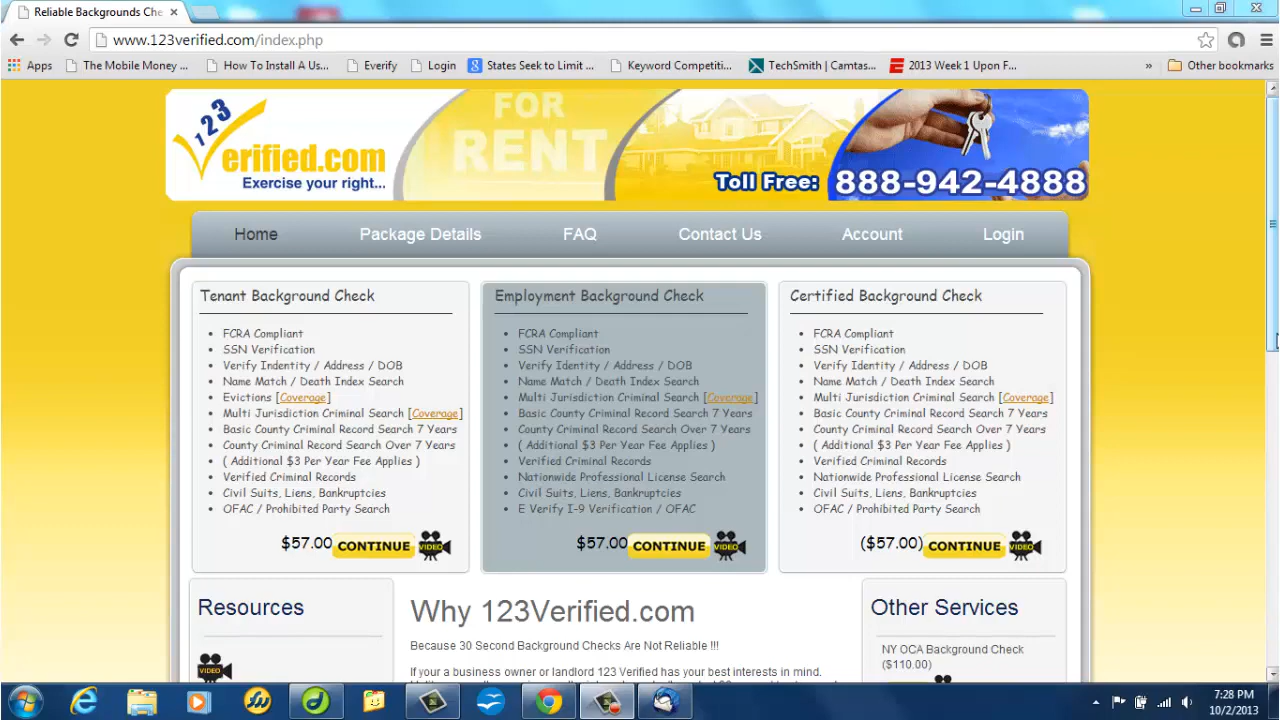 Reliable Backgrounds Che
www.123verified.com/index.php
Apps
The Mobile Money ...
How To Install A Us...
Everify
Login
States Seek to Limit ...
Keyword Competiti...
TechSmith | Camtas...
2013 Week 1 Upon F...
»
Other bookmarks
123
erified.com
Exercise your right...
FOR
RENT
Toll Free: 888-942-4888
Home
Package Details
FAQ
Contact Us
Account
Login
Tenant Background Check
FCRA Compliant
SSN Verification
Verify Indentity / Address / DOB
Name Match / Death Index Search
Evictions [Coverage]
Multi Jurisdiction Criminal Search [Coverage]
Basic County Criminal Record Search 7 Years
County Criminal Record Search Over 7 Years
( Additional $3 Per Year Fee Applies )
Verified Criminal Records
Civil Suits, Liens, Bankruptcies
OFAC / Prohibited Party Search
$57.00 CONTINUE VIDEO
Employment Background Check
FCRA Compliant
SSN Verification
Verify Identity / Address / DOB
Name Match / Death Index Search
Multi Jurisdiction Criminal Search [Coverage]
Basic County Criminal Record Search 7 Years
County Criminal Record Search Over 7 Years
( Additional $3 Per Year Fee Applies )
Verified Criminal Records
Nationwide Professional License Search
Civil Suits, Liens, Bankruptcies
E Verify I-9 Verification / OFAC
$57.00 CONTINUE VIDEO
Certified Background Check
FCRA Compliant
SSN Verification
Verify Identity / Address / DOB
Name Match / Death Index Search
Multi Jurisdiction Criminal Search [Coverage]
Basic County Criminal Record Search 7 Years
County Criminal Record Search Over 7 Years
( Additional $3 Per Year Fee Applies )
Verified Criminal Records
Nationwide Professional License Search
Civil Suits, Liens, Bankruptcies
OFAC / Prohibited Party Search
($57.00) CONTINUE VIDEO
Resources
VIDEO
Why 123Verified.com
Because 30 Second Background Checks Are Not Reliable !!!
If your a business owner or landlord 123 Verified has your best interests in mind.
Other Services
NY OCA Background Check
($110.00)
7:28 PM
10/2/2013